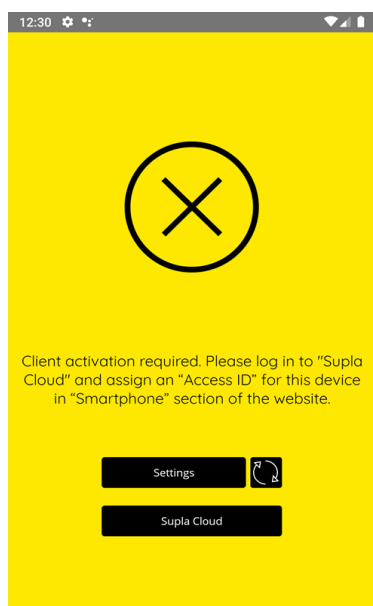 12:30
Client activation required. Please log in to "Supla
Cloud" and assign an “Access ID” for this device
in “Smartphone” section of the website.
Settings
Supla Cloud